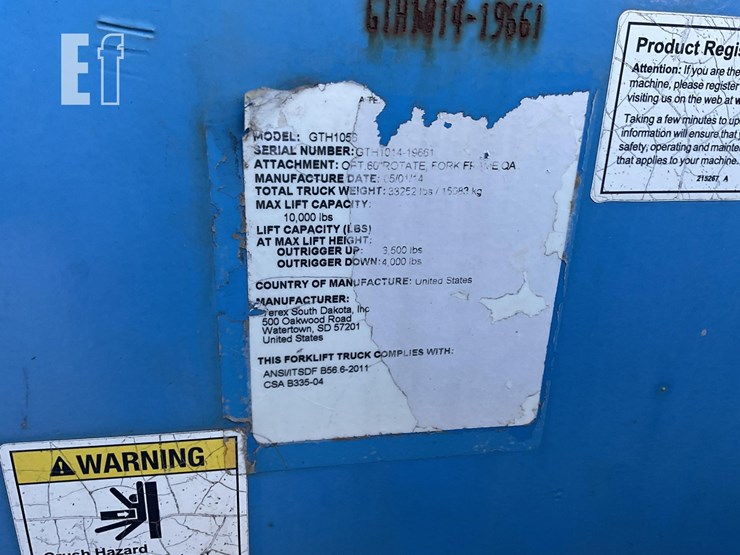 Ef
GTH1014-19661
MODEL: GTH1056
SERIAL NUMBER:GTH1014-19661
ATTACHMENT: OPT,60"ROTATE, FORK QA
MANUFACTURE DATE: 05/01/14
TOTAL TRUCK WEIGHT: 33252 lbs / 15083 kg
MAX LIFT CAPACITY:
10,000 lbs
LIFT CAPACITY (LBS)
AT MAX LIFT HEIGHT:
OUTRIGGER UP: 3,500 lbs
OUTRIGGER DOWN:4,000 lbs
COUNTRY OF MANUFACTURE: United States
MANUFACTURER:
Terex South Dakota, Inc
500 Oakwood Road
Watertown, SD 57201
United States
THIS FORKLIFT TRUCK COMPLIES WITH:
ANSI/ITSDF B56.6-2011
CSA B335-04
Product Regis
Attention: If you are the
machine, please register
visiting us on the web at w
Taking a few minutes to up
information will ensure that
safety, operating and mainte
that applies to your machine.
215267 A
WARNING
Crush Hazard